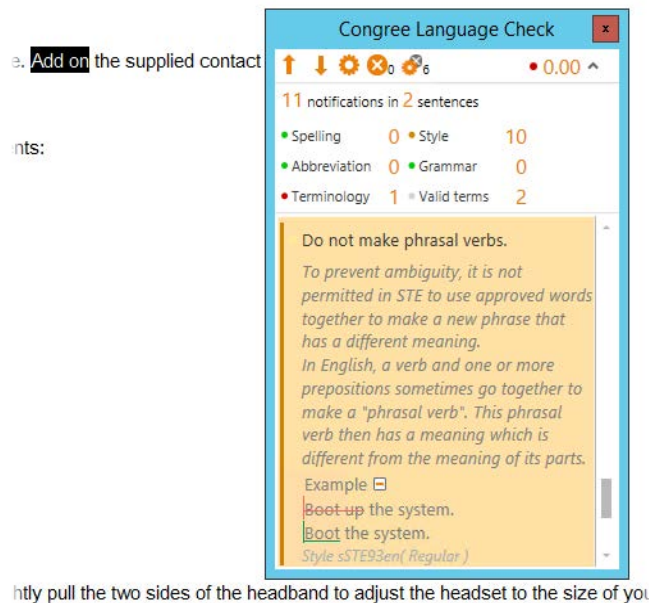 Congree Language Check
x
e. Add on the supplied contact
0 6 0.00
11 notifications in 2 sentences
Spelling 0 Style 10
nts:
Abbreviation 0 Grammar 0
Terminology 1 Valid terms 2
Do not make phrasal verbs.
To prevent ambiguity, it is not
permitted in STE to use approved words
together to make a new phrase that
has a different meaning.
In English, a verb and one or more
prepositions sometimes go together to
make a "phrasal verb". This phrasal
verb then has a meaning which is
different from the meaning of its parts.
Example
Boot up the system.
Boot the system.
Style sSTE93en( Regular )
htly pull the two sides of the headband to adjust the headset to the size of you